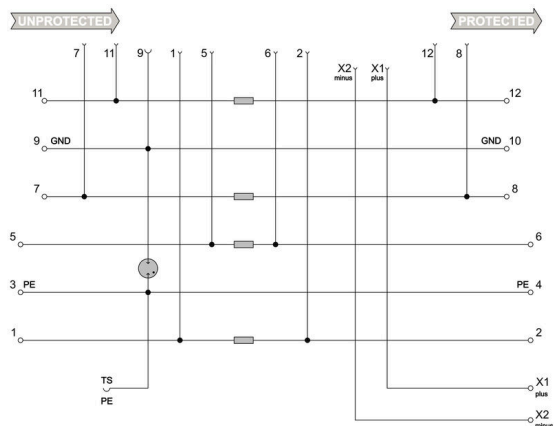 UNPROTECTED PROTECTED
7 11 9 1 5 6 2 X2 minus X1 plus 12 8
11 12
9 GND GND 10
7 8
5 6
3 PE PE 4
1 2
TS
PE
X1
plus
X2
minus